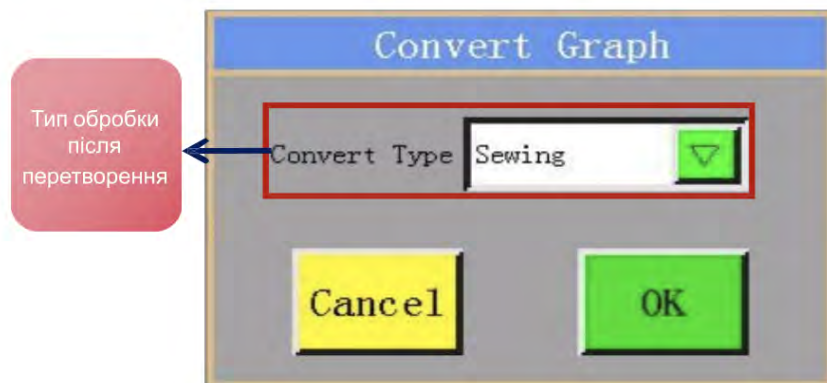 Convert Graph
Тип обробки
після
перетворення
Convert Type Sewing
Cancel
OK